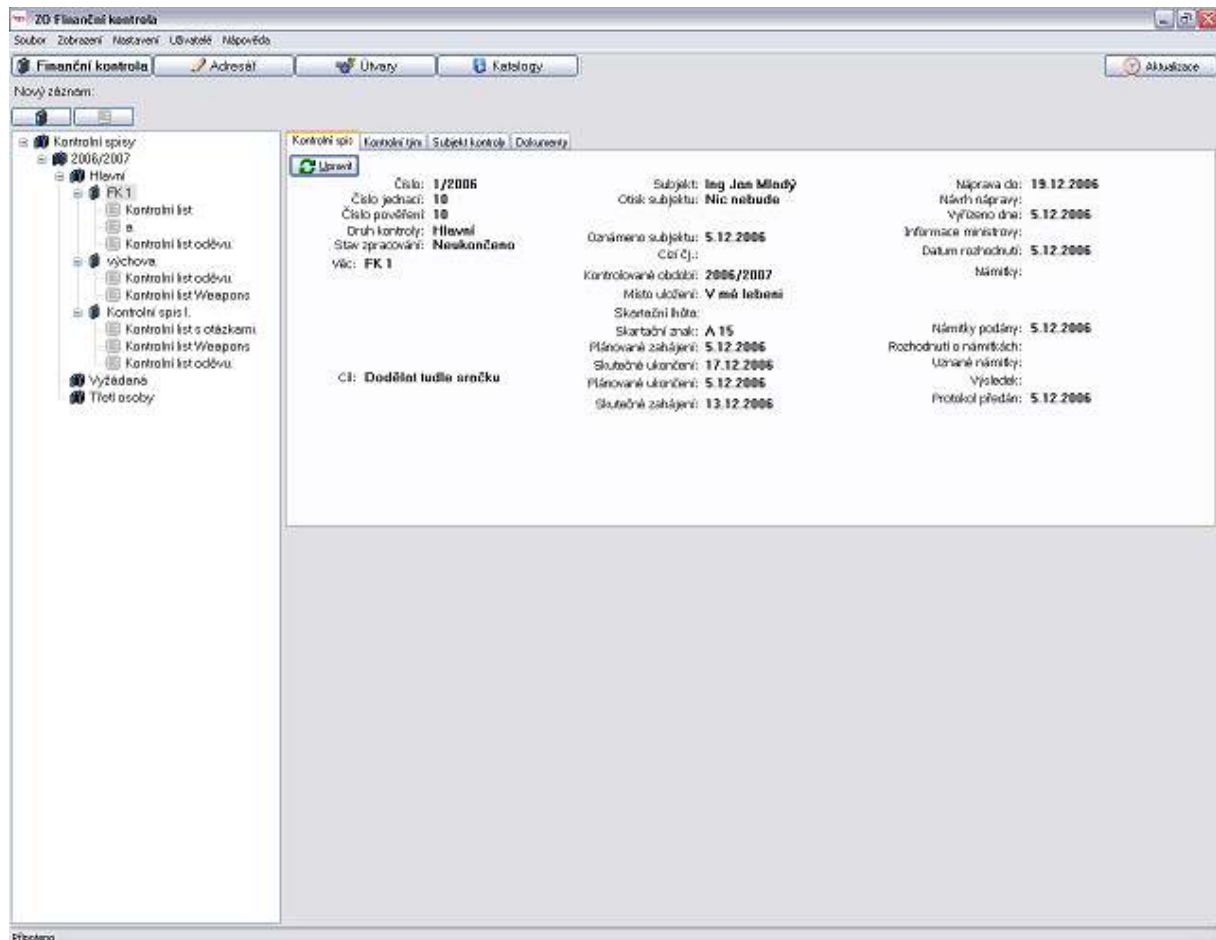 ZD Finanční kontrola
Soubor Zobrazení Nastavení Uživatelé Nápověda
Finanční kontrola Adresář Útvary Katalogy Aktualizace
Nový záznam:
Kontrolní spisy
2006/2007
Hlavní
FK 1
Kontrolní list
a
Kontrolní list oděvu
výchova
Kontrolní list oděvu
Kontrolní list Weapons
Kontrolní spis I.
Kontrolní list s otázkami
Kontrolní list Weapons
Kontrolní list oděvu
Vyžádaná
Třetí osoby
Kontrolní spis Kontrolní tým Subjekt kontroly Dokumenty
Upravit
Číslo: 1/2006
Číslo jednací: 10
Číslo pověření: 10
Druh kontroly: Hlavní
Stav zpracování: Neukončeno
Věc: FK 1
Cíl: Dodělat tudle sračku
Subjekt: Ing Jan Mladý
Otisk subjektu: Nic nebude
Oznámeno subjektu: 5.12.2006
Cizí čj.:
Kontrolované období: 2006/2007
Místo uložení: V mé lebeni
Skartační lhůta:
Skartační znak: A 15
Plánované zahájení: 5.12.2006
Skutečné ukončení: 17.12.2006
Plánované ukončení: 5.12.2006
Skutečné zahájení: 13.12.2006
Náprava do: 19.12.2006
Návrh nápravy:
Vyřízeno dne: 5.12.2006
Informace ministrovy:
Datum rozhodnutí: 5.12.2006
Námitky:
Námitky podány: 5.12.2006
Rozhodnutí o námitkách:
Uznané námitky:
Výsledek:
Protokol předán: 5.12.2006
Připojeno